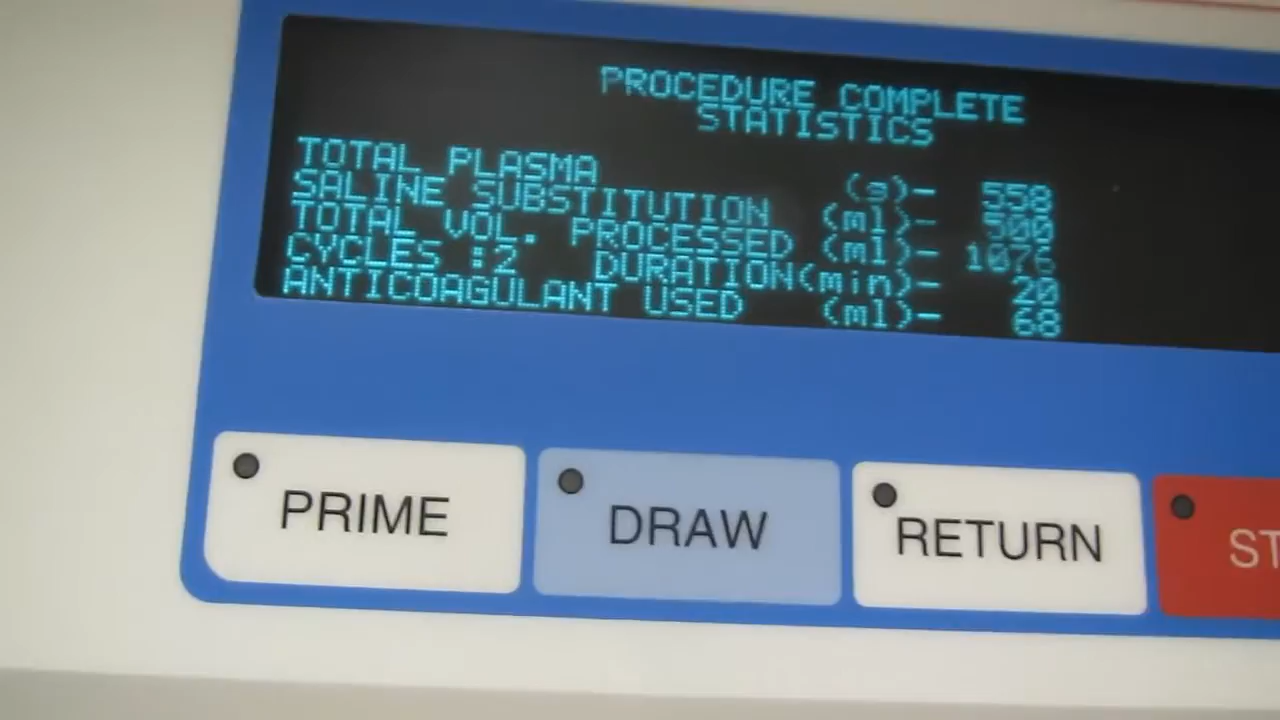 PROCEDURE COMPLETE
STATISTICS
TOTAL PLASMA (s)- 558
SALINE SUBSTITUTION (ml)- 500
TOTAL VOL. PROCESSED (ml)- 1076
CYCLES :2 DURATION(min)- 20
ANTICOAGULANT USED (ml)- 68
PRIME
DRAW
RETURN
ST